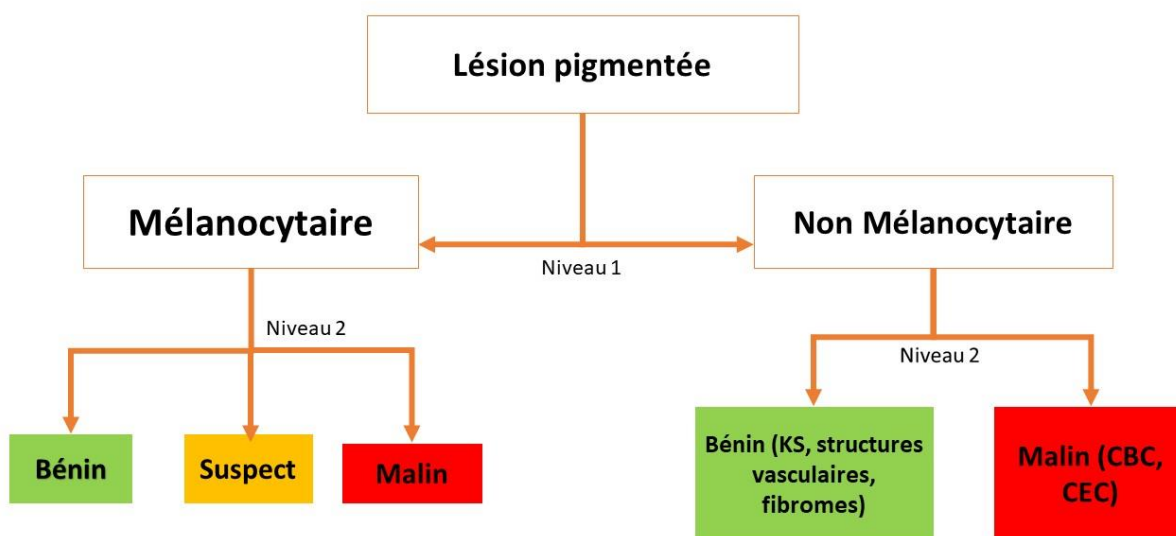 Lésion pigmentée
Mélanocytaire
Non Mélanocytaire
Niveau 1
Niveau 2
Niveau 2
Bénin
Suspect
Malin
Bénin (KS, structures
vasculaires,
fibromes)
Malin (CBC,
CEC)